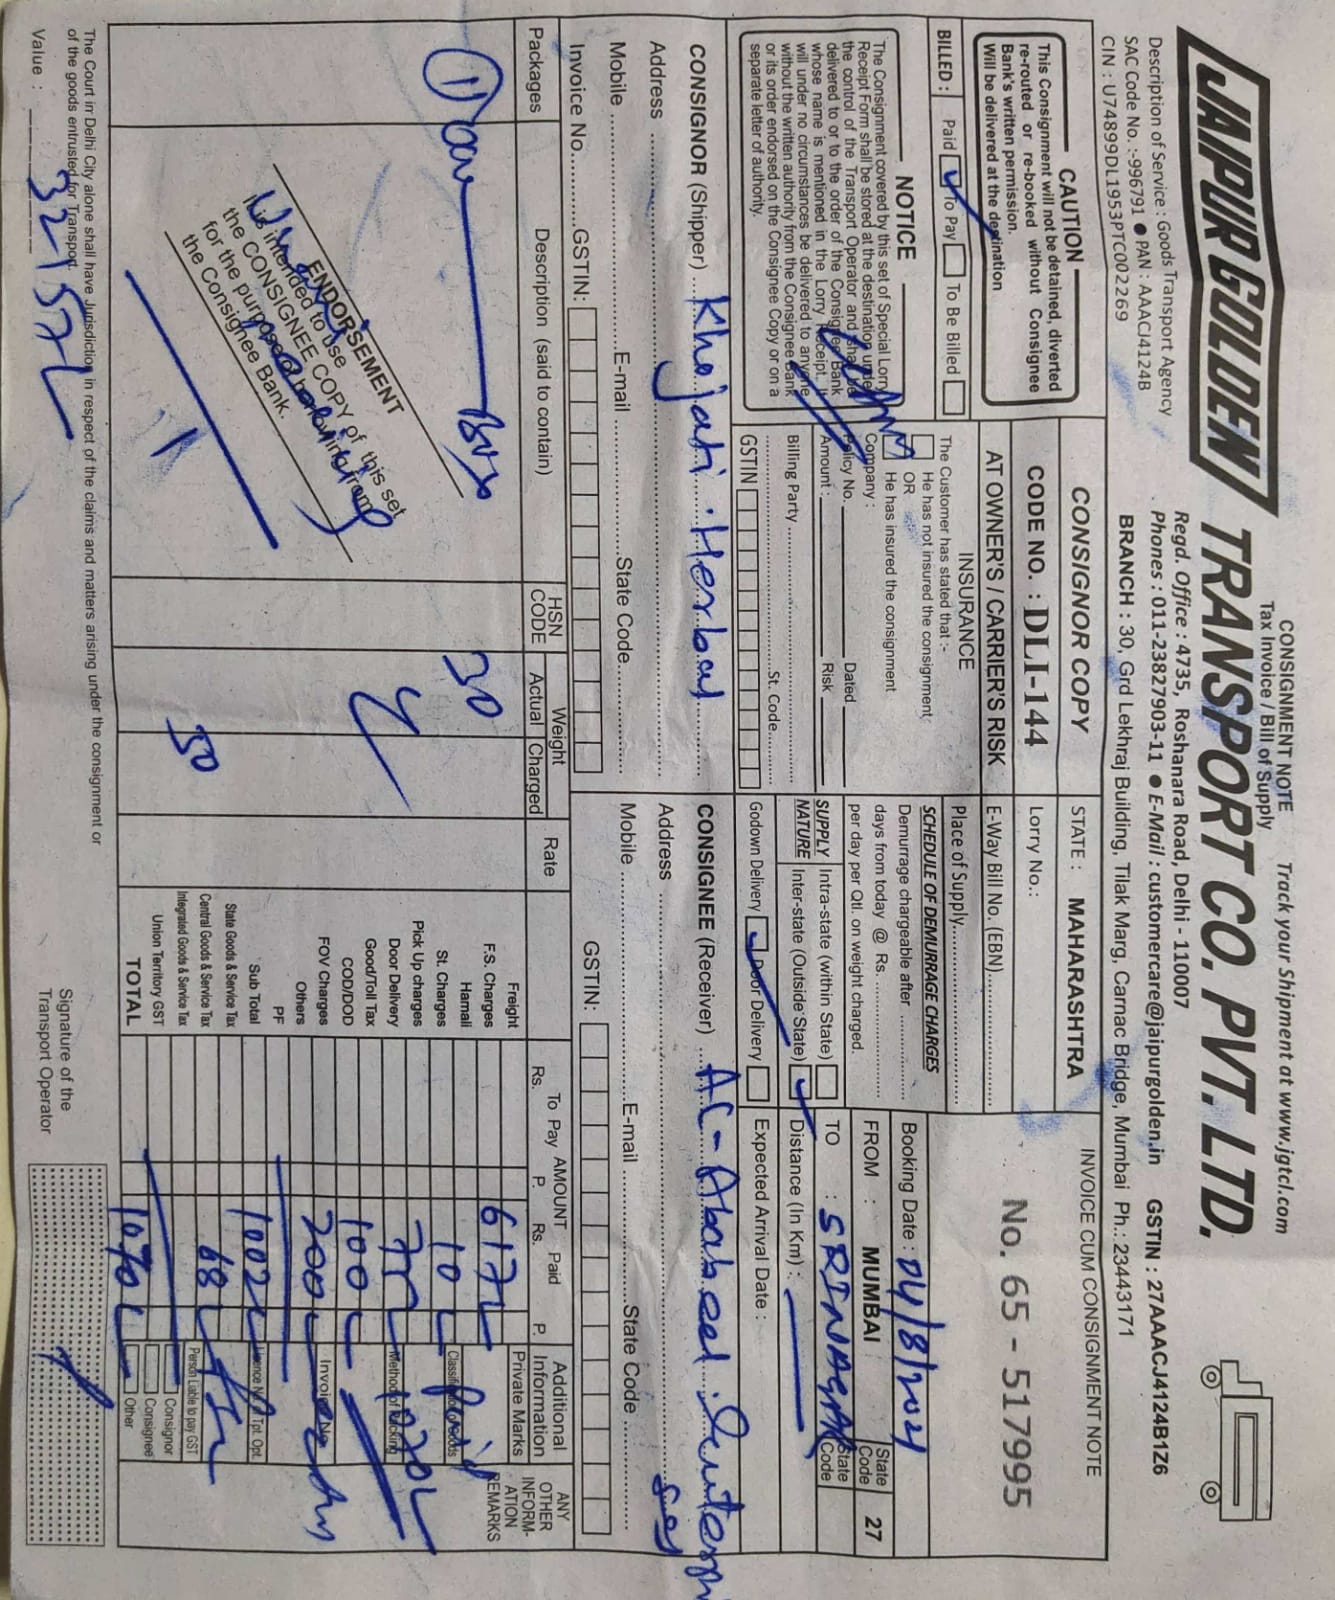 CONSIGNMENT NOTE
Tax Invoice / Bill of Supply
Track your Shipment at www.jgtcl.com
JAIPUR GOLDEN TRANSPORT CO. PVT. LTD.
Regd. Office : 4735, Roshanara Road, Delhi - 110007
Description of Service : Goods Transport Agency
SAC Code No. :-996791 ● PAN : AAACJ4124B
Phones : 011-23827903-11 ● E-Mail : customercare@jaipurgolden.in GSTIN : 27AAACJ4124B1Z6
CIN : U74899DL1953PTC002269
BRANCH : 30, Grd Lekhraj Building, Tilak Marg, Carnac Bridge, Mumbai Ph.: 23443171
CAUTION
This Consignment will not be detained, diverted
re-routed or re-booked without Consignee
Bank's written permission.
Will be delivered at the destination
BILLED : Paid To Pay To Be Billed
NOTICE
The Consignment covered by this set of Special Lorry
Receipt Form shall be stored at the destination under
the control of the Transport Operator and shall be
delivered to or to the order of the Consignee Bank
whose name is mentioned in the Lorry Receipt. It
will under no circumstances be delivered to anyone
without the written authority from the Consignee Bank
or its order endorsed on the Consignee Copy or on a
separate letter of authority.
CONSIGNOR COPY
CODE NO. : DLI-144
AT OWNER'S / CARRIER'S RISK
INSURANCE
The Customer has stated that :-
He has not insured the consignment
OR
He has insured the consignment
Company :
Policy No. Dated
Amount : Risk
Billing Party
St. Code
GSTIN
STATE : MAHARASHTRA
Lorry No.:
E-Way Bill No. (EBN)
Place of Supply
SCHEDULE OF DEMURRAGE CHARGES
Demurrage chargeable after
days from today @ Rs.
per day per Qtl. on weight charged.
SUPPLY NATURE
Intra-state (within State)
Inter-state (Outside State)
Godown Delivery Door Delivery
INVOICE CUM CONSIGNMENT NOTE
No. 65 - 517995
Booking Date : 04/8/2024
FROM : MUMBAI State Code 27
TO : SRINAGAR State Code
Distance (In Km) :
Expected Arrival Date :
CONSIGNOR (Shipper) Khojati Herbal
Address
Mobile E-mail State Code
Invoice No. GSTIN:
CONSIGNEE (Receiver) AL-Ababeel Enterpri
ses
Address
Mobile E-mail State Code
GSTIN:
Packages Description (said to contain) HSN CODE Weight Actual Charged Rate
① One Box 30
50
ENDORSEMENT
It is intended to use
the CONSIGNEE COPY of this set
for the purpose of borrowing from
the Consignee Bank.
AMOUNT
To Pay Rs. P. Paid Rs. P.
Freight
F.S. Charges 617
Hamali
St. Charges 10
Pick Up charges
Door Delivery 75
Good/Toll Tax
COD/DOD 100
FOV Charges 200
Others
PF
Sub Total 1002
State Goods & Service Tax
Central Goods & Service Tax 68
Integrated Goods & Service Tax
Union Territory GST
TOTAL 1070
Additional Information
Private Marks
Classification of Goods
Paid
Method of Packing
1070
Invoice No.
Licence No. of Tpt. Opt.
Person Liable to pay GST
Consignor
Consignee
Other
ANY OTHER INFORM-ATION REMARKS
The Court in Delhi City alone shall have Jurisdiction in respect of the claims and matters arising under the consignment or
of the goods entrusted for Transport.
Value : 32157
Signature of the
Transport Operator